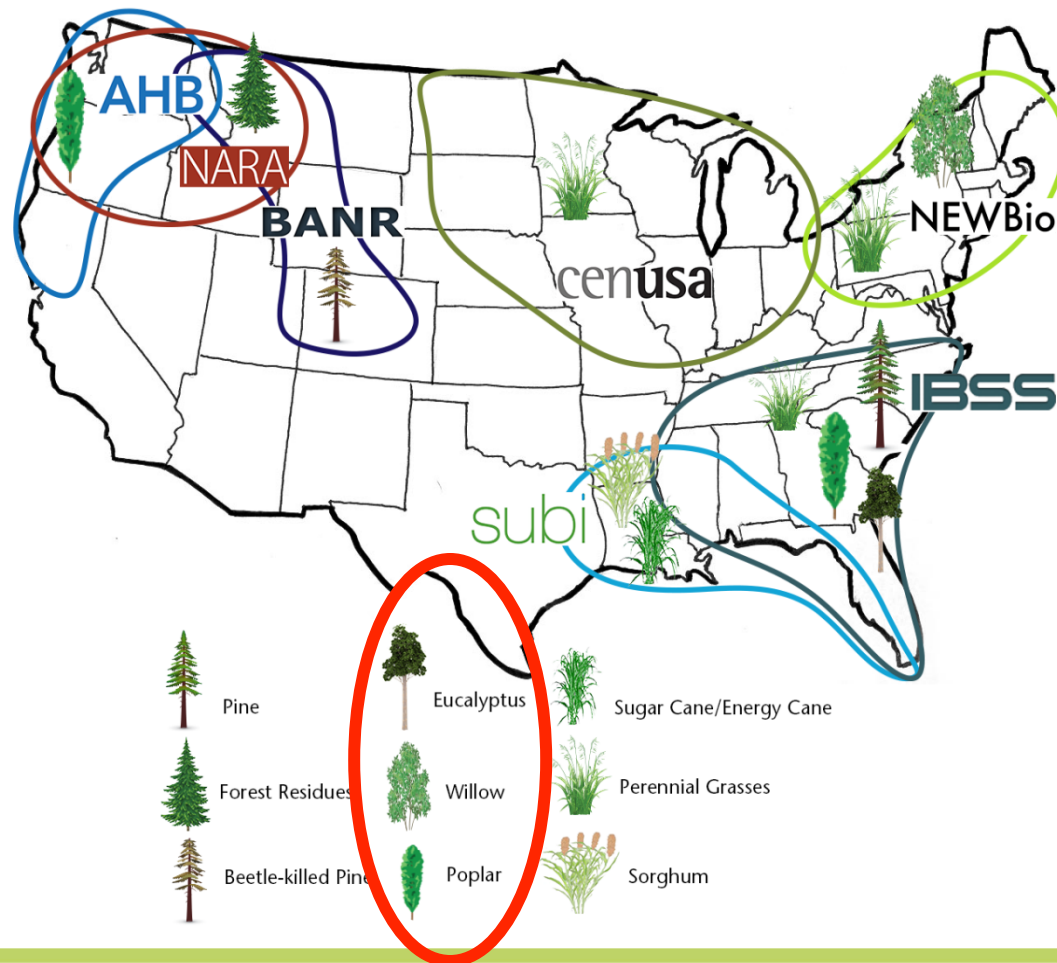 AHB
NARA
BANR
cenusa
NEWBio
IBSS
subi
Pine
Eucalyptus
Sugar Cane/Energy Cane
Forest Residues
Willow
Perennial Grasses
Beetle-killed Pine
Poplar
Sorghum